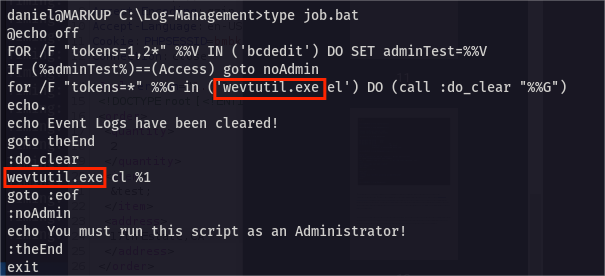 daniel@MARKUP C:\Log-Management>type job.bat
@echo off
FOR /F "tokens=1,2*" %%V IN ('bcdedit') DO SET adminTest=%%V
IF (%adminTest%)==(Access) goto noAdmin
for /F "tokens=*" %%G in ('wevtutil.exe el') DO (call :do_clear "%%G")
echo.
echo Event Logs have been cleared!
goto theEnd
:do_clear
wevtutil.exe cl %1
goto :eof
:noAdmin
echo You must run this script as an Administrator!
:theEnd
exit